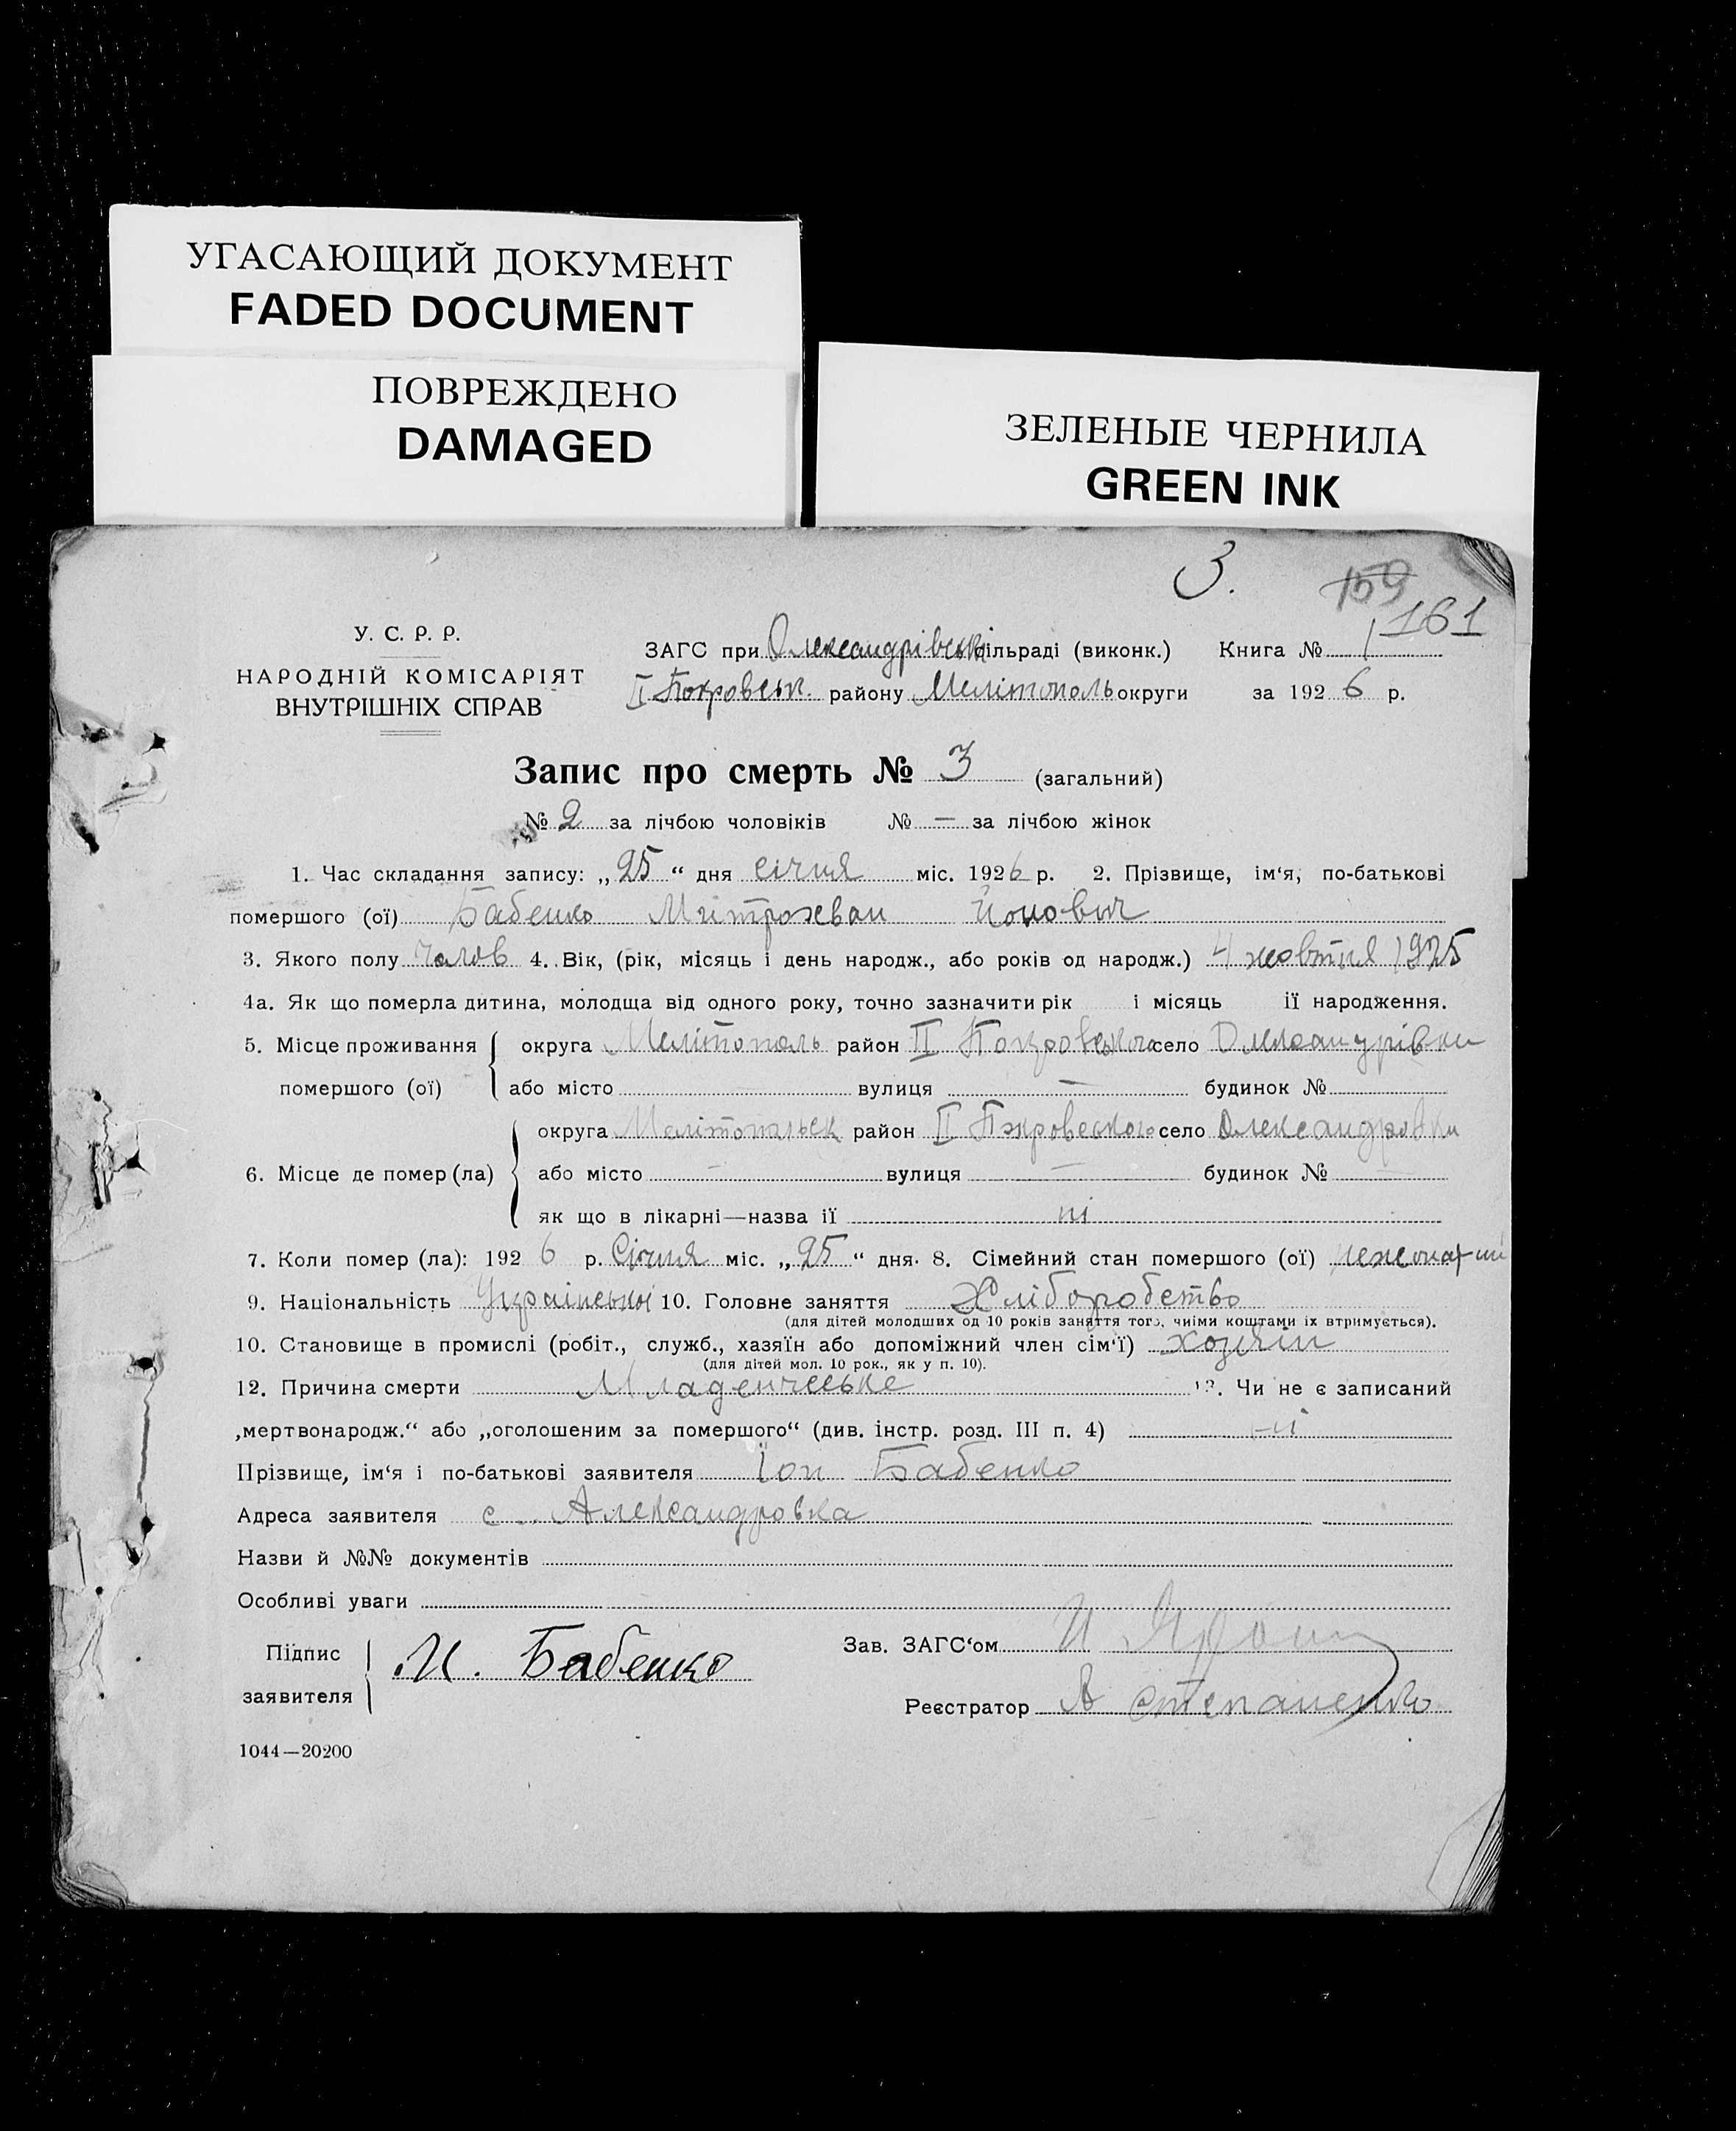 УГАСАЮЩИЙ ДОКУМЕНТ
FADED DOCUMENT
ПОВРЕЖДЕНО
DAMAGED
ЗЕЛЕНЫЕ ЧЕРНИЛА
GREEN INK
3.
159
161
У. С. Р. Р.
НАРОДНІЙ КОМІСАРІЯТ
ВНУТРІШНІХ СПРАВ
ЗАГС при Олександрівській сільраді (виконк.) Книга № 1
II Покровськ. району Мелітополь округи за 1926 р.
Запис про смерть № 3 (загальний)
№ 2 за лічбою чоловіків № — за лічбою жінок
1. Час складання запису: „25“ дня січня міс. 1926 р. 2. Прізвище, ім‘я, по-батькові
помершого (ої) Бабенко Митрохван Йонович
3. Якого полу чолов 4. Вік, (рік, місяць і день народж., або років од народж.) 4 жовтня 1925
4а. Як що померла дитина, молодща від одного року, точно зазначити рік і місяць її народження.
5. Місце проживання помершого (ої) округа Мелітополь район II Покровського село Олександрівки
або місто — вулиця — будинок №
6. Місце де помер (ла) округа Мелітопільск район II Покровського село Олександровки
або місто — вулиця — будинок № —
як що в лікарні—назва її ні
7. Коли помер (ла): 1926 р. Січня міс. „25“ дня. 8. Сімейний стан помершого (ої) нежонатий
9. Національність Української 10. Головне заняття Хліборобство
(для дітей молодших од 10 років заняття того, чиїми коштами їх втримується).
10. Становище в промислі (робіт., служб., хазяїн або допоміжний член сім‘ї) хозяін
(для дітей мол. 10 рок., як у п. 10).
12. Причина смерти Младенчеське 13. Чи не є записаний
„мертвонародж.“ або „оголошеним за помершого“ (див. інстр. розд. III п. 4) ні
Прізвище, ім‘я і по-батькові заявителя Їон Бабенко
Адреса заявителя с. Александровка
Назви й №№ документів
Особливі уваги
Підпис заявителя И. Бабенко
Зав. ЗАГС‘ом И
Реєстратор А Степаненко
1044—20200